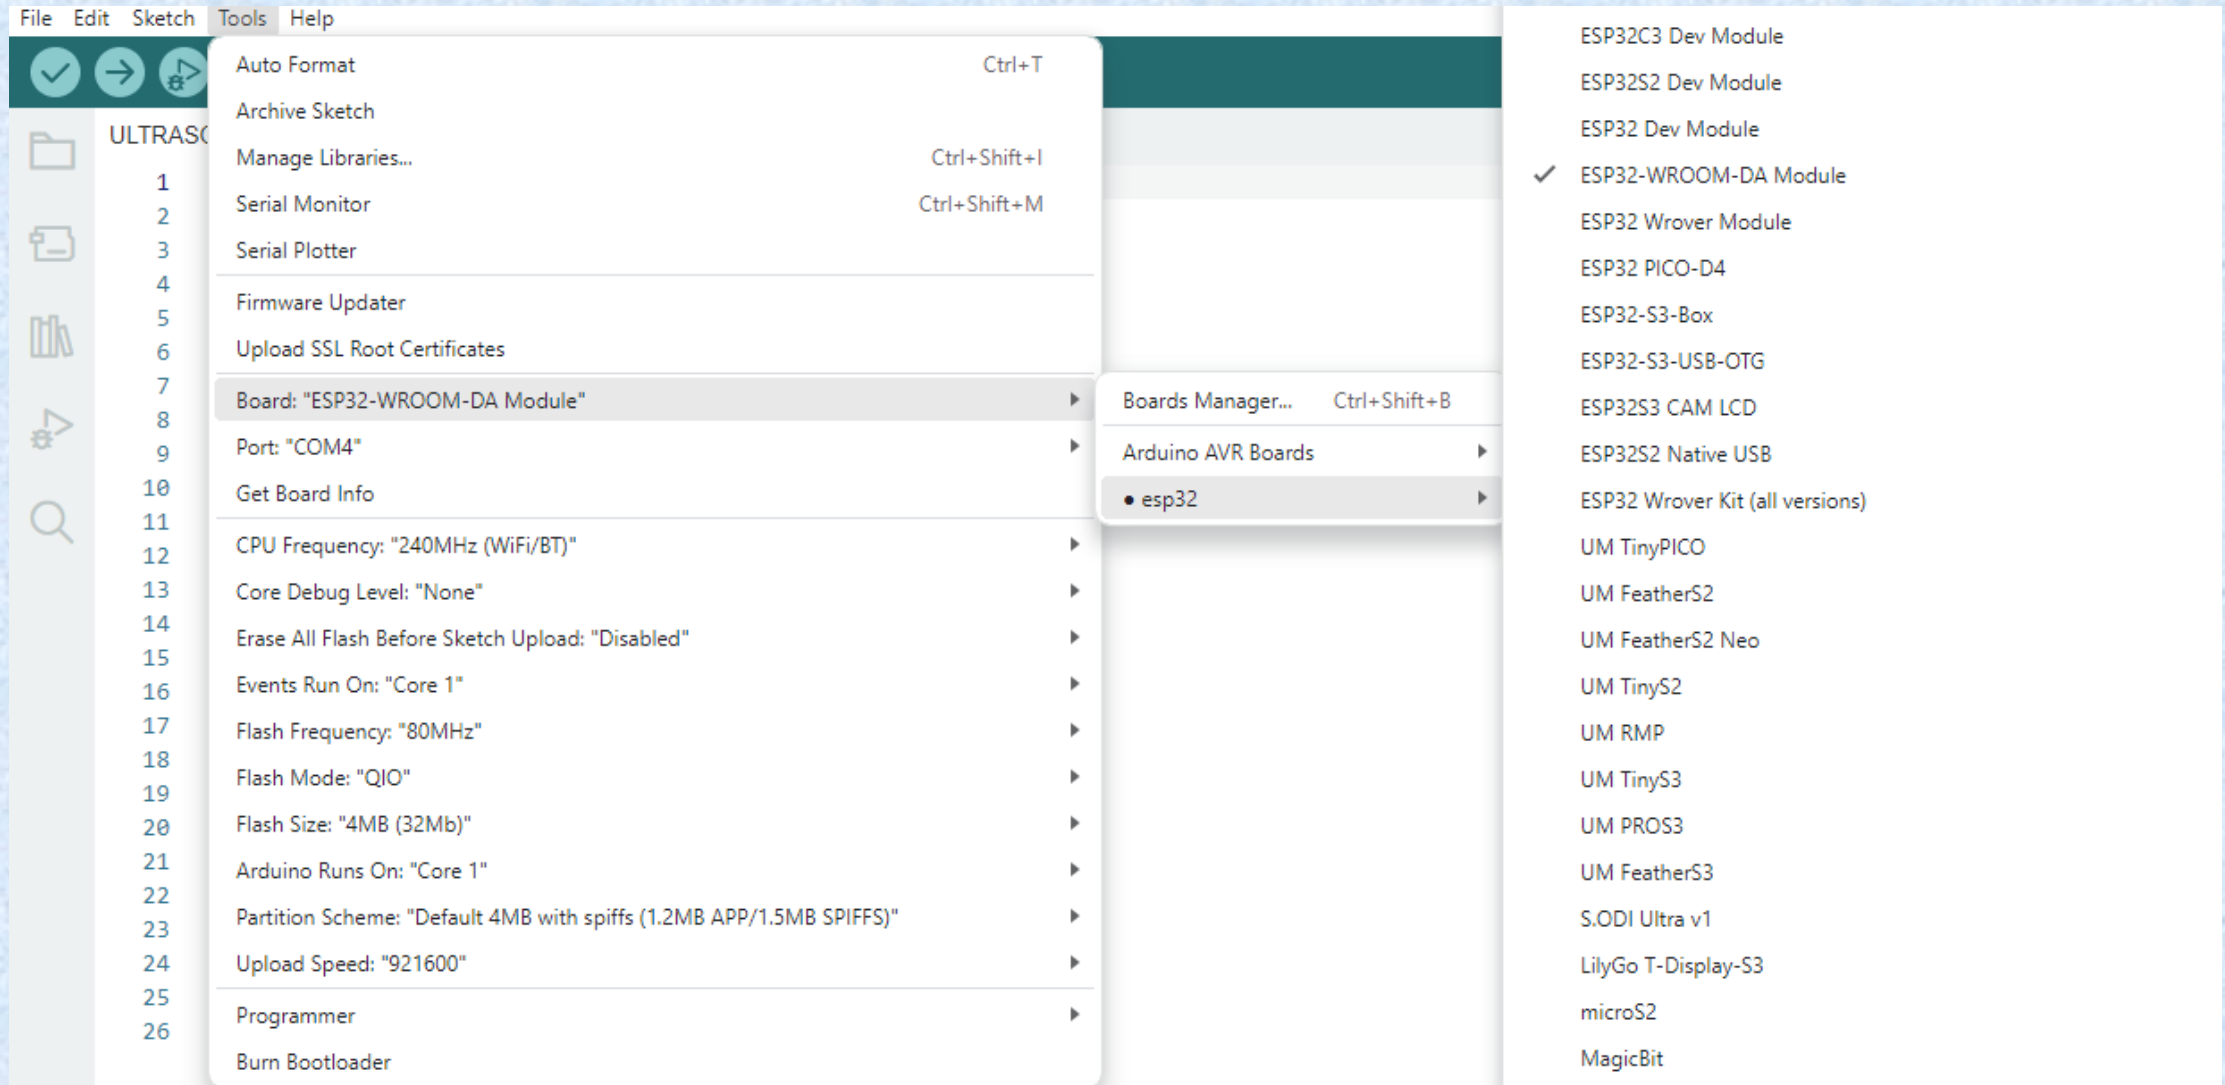 File Edit Sketch Tools Help
ULTRASO
1
2
3
4
5
6
7
8
9
10
11
12
13
14
15
16
17
18
19
20
21
22
23
24
25
26
Auto Format Ctrl+T
Archive Sketch
Manage Libraries... Ctrl+Shift+I
Serial Monitor Ctrl+Shift+M
Serial Plotter
Firmware Updater
Upload SSL Root Certificates
Board: "ESP32-WROOM-DA Module"
Port: "COM4"
Get Board Info
CPU Frequency: "240MHz (WiFi/BT)"
Core Debug Level: "None"
Erase All Flash Before Sketch Upload: "Disabled"
Events Run On: "Core 1"
Flash Frequency: "80MHz"
Flash Mode: "QIO"
Flash Size: "4MB (32Mb)"
Arduino Runs On: "Core 1"
Partition Scheme: "Default 4MB with spiffs (1.2MB APP/1.5MB SPIFFS)"
Upload Speed: "921600"
Programmer
Burn Bootloader
Boards Manager... Ctrl+Shift+B
Arduino AVR Boards
● esp32
ESP32C3 Dev Module
ESP32S2 Dev Module
ESP32 Dev Module
✓ ESP32-WROOM-DA Module
ESP32 Wrover Module
ESP32 PICO-D4
ESP32-S3-Box
ESP32-S3-USB-OTG
ESP32S3 CAM LCD
ESP32S2 Native USB
ESP32 Wrover Kit (all versions)
UM TinyPICO
UM FeatherS2
UM FeatherS2 Neo
UM TinyS2
UM RMP
UM TinyS3
UM PROS3
UM FeatherS3
S.ODI Ultra v1
LilyGo T-Display-S3
microS2
MagicBit